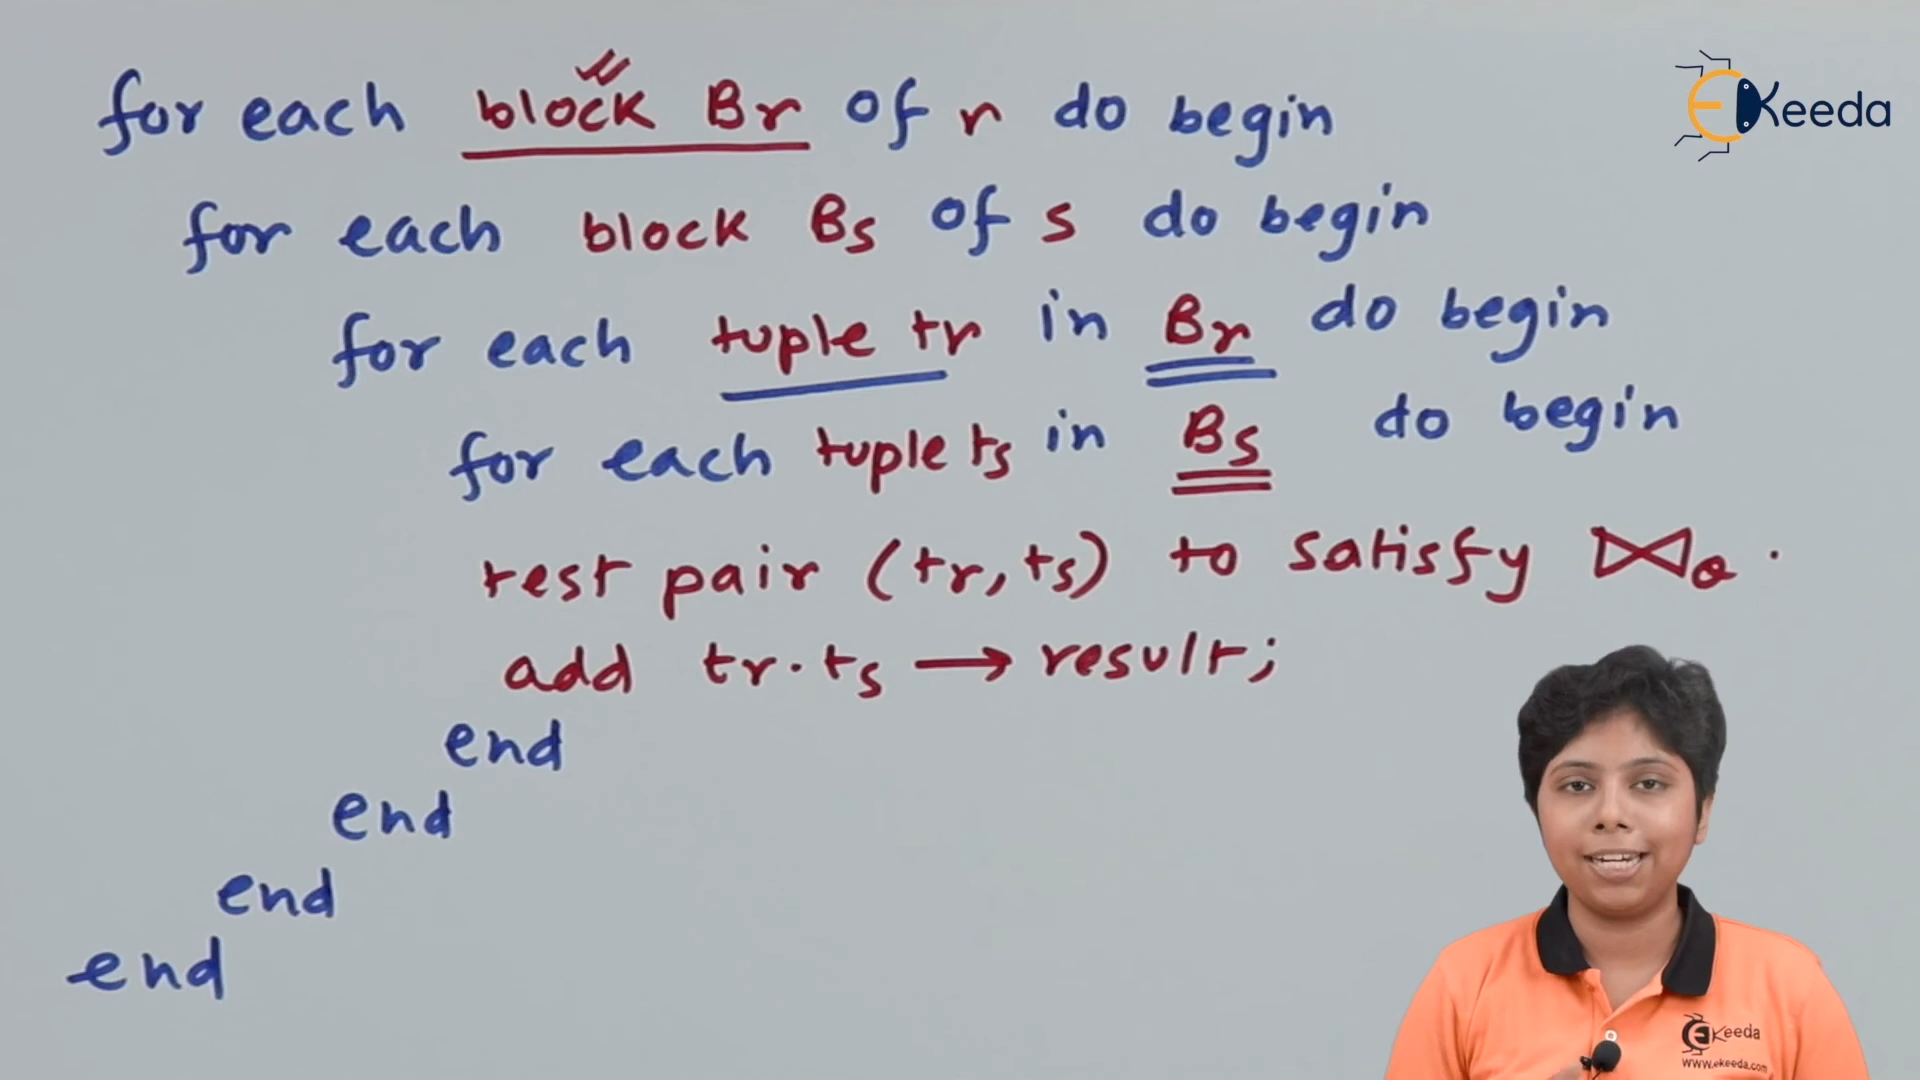 for each block Br of r do begin
EKeeda
for each block Bs of s do begin
for each tuple tr in Br do begin
for each tuple ts in Bs do begin
test pair (tr, ts) to satisfy ⋈θ .
add tr.ts → result;
end
end
end
end
EKeeda
www.ekeeda.com